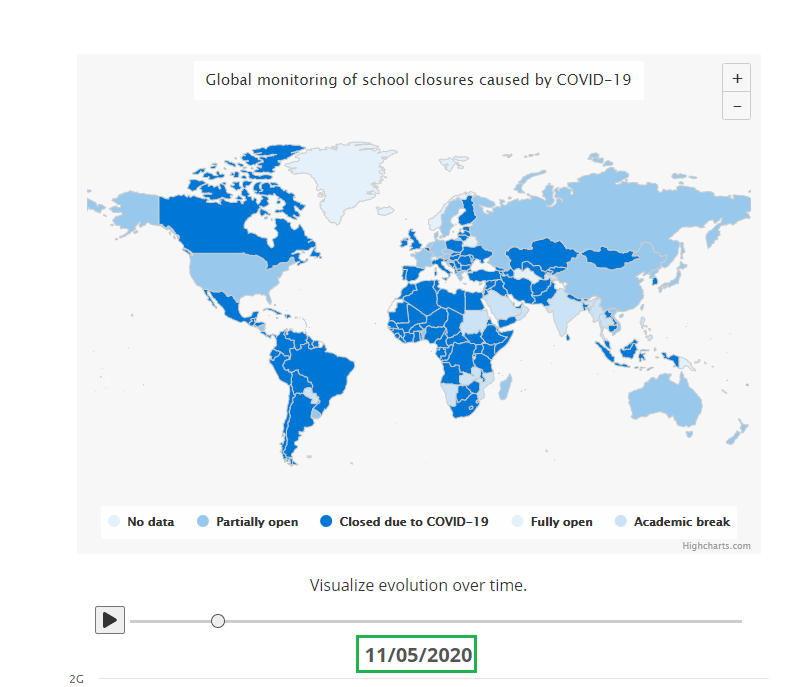 Global monitoring of school closures caused by COVID-19
+
−
No data Partially open Closed due to COVID-19 Fully open Academic break
Highcharts.com
Visualize evolution over time.
11/05/2020
2G